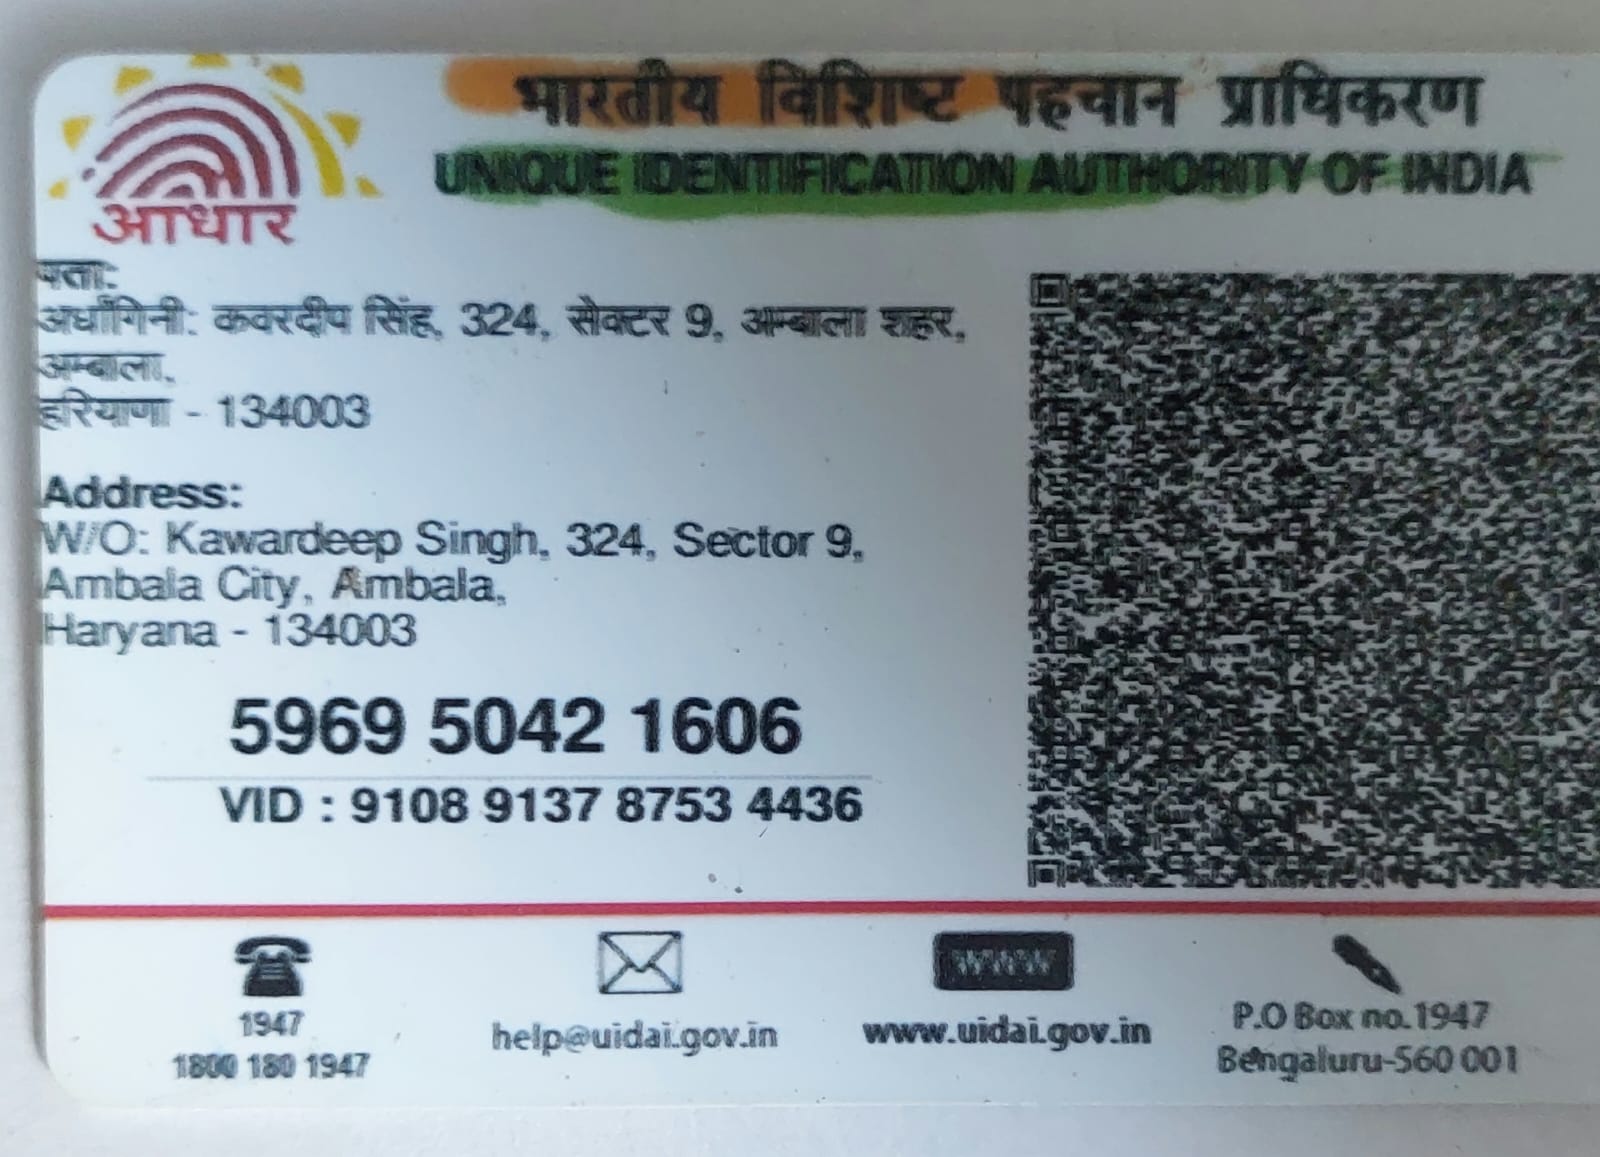 भारतीय विशिष्ट पहचान प्राधिकरण
UNIQUE IDENTIFICATION AUTHORITY OF INDIA
आधार
पता:
अर्धांगिनी: कवरदीप सिंह, 324, सेक्टर 9, अम्बाला शहर,
अम्बाला,
हरियाणा - 134003
Address:
W/O: Kawardeep Singh, 324, Sector 9,
Ambala City, Ambala,
Haryana - 134003
5969 5042 1606
VID : 9108 9137 8753 4436
1947
1800 180 1947
help@uidai.gov.in
WWW
www.uidai.gov.in
P.O Box no.1947
Bengaluru-560 001